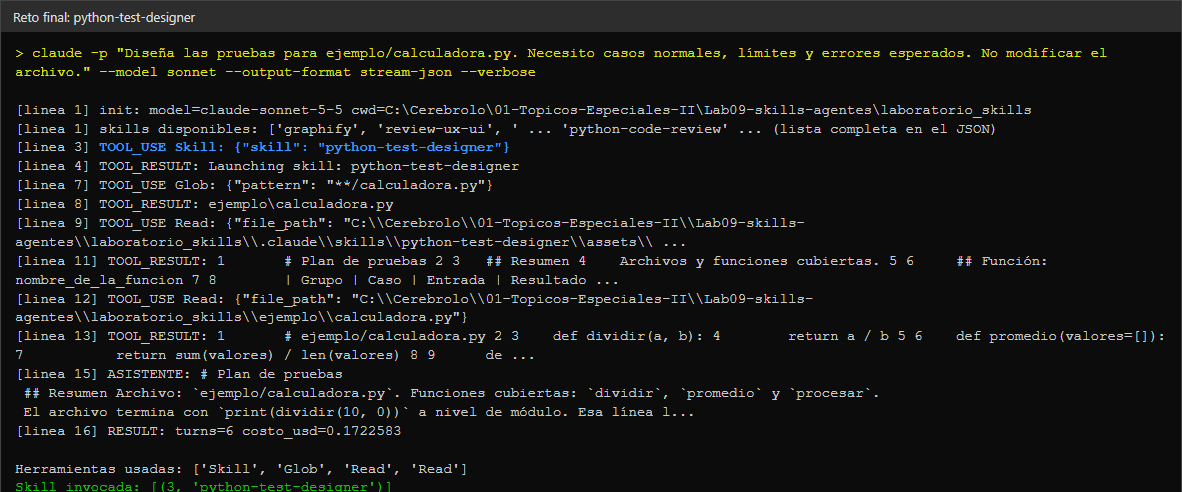 Reto final: python-test-designer
> claude -p "Diseña las pruebas para ejemplo/calculadora.py. Necesito casos normales, límites y errores esperados. No modificar el
archivo." --model sonnet --output-format stream-json --verbose
[linea 1] init: model=claude-sonnet-5-5 cwd=C:\Cerebrolo\01-Topicos-Especiales-II\Lab09-skills-agentes\laboratorio_skills
[linea 1] skills disponibles: ['graphify', 'review-ux-ui', ' ... 'python-code-review' ... (lista completa en el JSON)
[linea 3] TOOL_USE Skill: {"skill": "python-test-designer"}
[linea 4] TOOL_RESULT: Launching skill: python-test-designer
[linea 7] TOOL_USE Glob: {"pattern": "**/calculadora.py"}
[linea 8] TOOL_RESULT: ejemplo\calculadora.py
[linea 9] TOOL_USE Read: {"file_path": "C:\\Cerebrolo\\01-Topicos-Especiales-II\\Lab09-skills-
agentes\\laboratorio_skills\\.claude\\skills\\python-test-designer\\assets\\ ...
[linea 11] TOOL_RESULT: 1 # Plan de pruebas 2 3 ## Resumen 4 Archivos y funciones cubiertas. 5 6 ## Función:
nombre_de_la_funcion 7 8 | Grupo | Caso | Entrada | Resultado ...
[linea 12] TOOL_USE Read: {"file_path": "C:\\Cerebrolo\\01-Topicos-Especiales-II\\Lab09-skills-
agentes\\laboratorio_skills\\ejemplo\\calculadora.py"}
[linea 13] TOOL_RESULT: 1 # ejemplo/calculadora.py 2 3 def dividir(a, b): 4 return a / b 5 6 def promedio(valores=[]):
7 return sum(valores) / len(valores) 8 9 de ...
[linea 15] ASISTENTE: # Plan de pruebas
## Resumen Archivo: `ejemplo/calculadora.py`. Funciones cubiertas: `dividir`, `promedio` y `procesar`.
El archivo termina con `print(dividir(10, 0))` a nivel de módulo. Esa línea l...
[linea 16] RESULT: turns=6 costo_usd=0.1722583
Herramientas usadas: ['Skill', 'Glob', 'Read', 'Read']
Skill invocada: [(3, 'python-test-designer')]